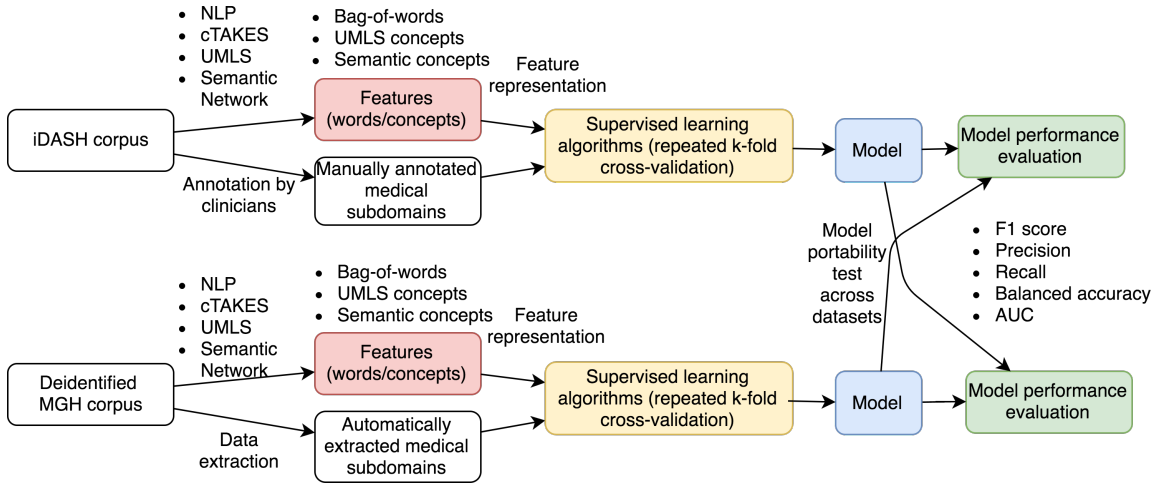 • NLP
• cTAKES
• UMLS
• Semantic
Network
• Bag-of-words
• UMLS concepts
• Semantic concepts
Feature
representation
iDASH corpus
Features
(words/concepts)
Annotation by
clinicians
Manually annotated
medical
subdomains
Supervised learning
algorithms (repeated k-fold
cross-validation)
Model
Model performance
evaluation
Model
portability
test
across
datasets
• F1 score
• Precision
• Recall
• Balanced accuracy
• AUC
• NLP
• cTAKES
• UMLS
• Semantic
Network
• Bag-of-words
• UMLS concepts
• Semantic concepts
Feature
representation
Deidentified
MGH corpus
Features
(words/concepts)
Data
extraction
Automatically
extracted medical
subdomains
Supervised learning
algorithms (repeated k-fold
cross-validation)
Model
Model performance
evaluation